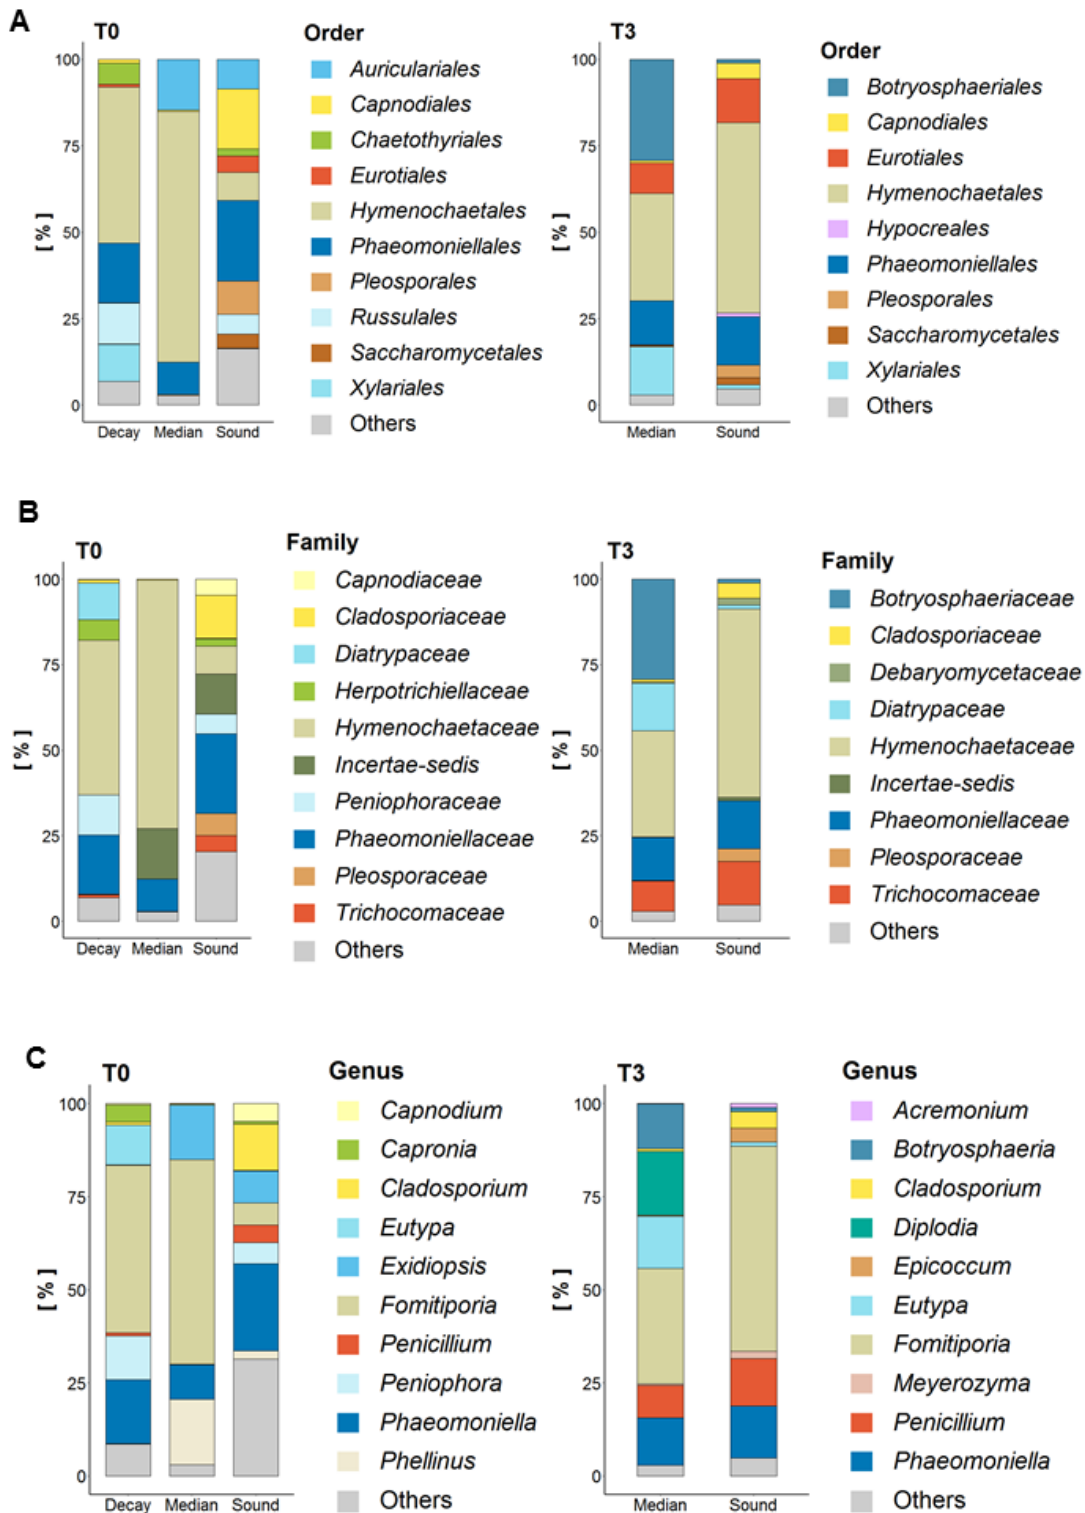 A
T0
Order
Auriculariales
Capnodiales
Chaetothyriales
Eurotiales
Hymenochaetales
Phaeomoniellales
Pleosporales
Russulales
Saccharomycetales
Xylariales
Others
[ % ]
100
75
50
25
0
Decay Median Sound
T3
Order
Botryosphaeriales
Capnodiales
Eurotiales
Hymenochaetales
Hypocreales
Phaeomoniellales
Pleosporales
Saccharomycetales
Xylariales
Others
[ % ]
100
75
50
25
0
Median Sound
B
T0
Family
Capnodiaceae
Cladosporiaceae
Diatrypaceae
Herpotrichiellaceae
Hymenochaetaceae
Incertae-sedis
Peniophoraceae
Phaeomoniellaceae
Pleosporaceae
Trichocomaceae
Others
[ % ]
100
75
50
25
0
Decay Median Sound
T3
Family
Botryosphaeriaceae
Cladosporiaceae
Debaryomycetaceae
Diatrypaceae
Hymenochaetaceae
Incertae-sedis
Phaeomoniellaceae
Pleosporaceae
Trichocomaceae
Others
[ % ]
100
75
50
25
0
Median Sound
C
T0
Genus
Capnodium
Capronia
Cladosporium
Eutypa
Exidiopsis
Fomitiporia
Penicillium
Peniophora
Phaeomoniella
Phellinus
Others
[ % ]
100
75
50
25
0
Decay Median Sound
T3
Genus
Acremonium
Botryosphaeria
Cladosporium
Diplodia
Epicoccum
Eutypa
Fomitiporia
Meyerozyma
Penicillium
Phaeomoniella
Others
[ % ]
100
75
50
25
0
Median Sound